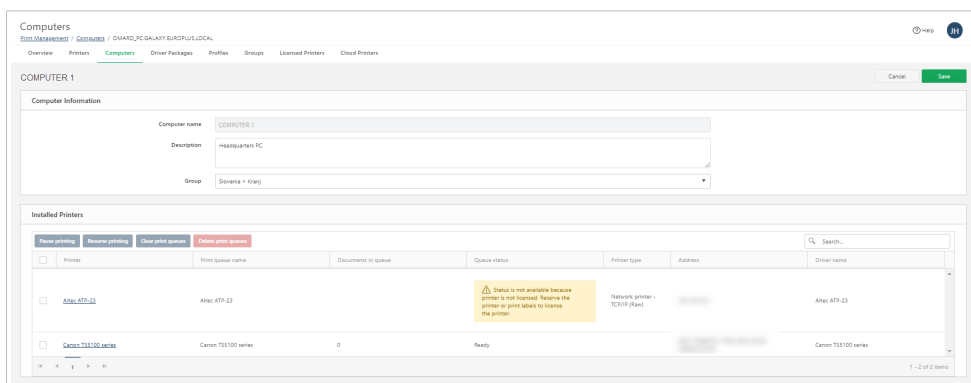 Computers
Print Management / Computers / OMARD_PC.GALAXY.EUROPLUS.LOCAL
Help JH
Overview Printers Computers Driver Packages Profiles Groups Licensed Printers Cloud Printers
COMPUTER 1 Cancel Save
Computer Information
Computer name COMPUTER 1
Description Headquarters PC
Group Slovenia > Kranj
Installed Printers
Pause printing Resume printing Clear print queues Delete print queues Search...
Printer Print queue name Documents in queue Queue status Printer type Address Driver name
Altec ATP-23 Altec ATP-23
Status is not available because
printer is not licensed. Reserve the
printer or print labels to license
the printer.
Network printer -
TCP/IP (Raw)
Altec ATP-23
Canon TS5100 series Canon TS5100 series 0 Ready Canon TS5100 series
1 1 - 2 of 2 items